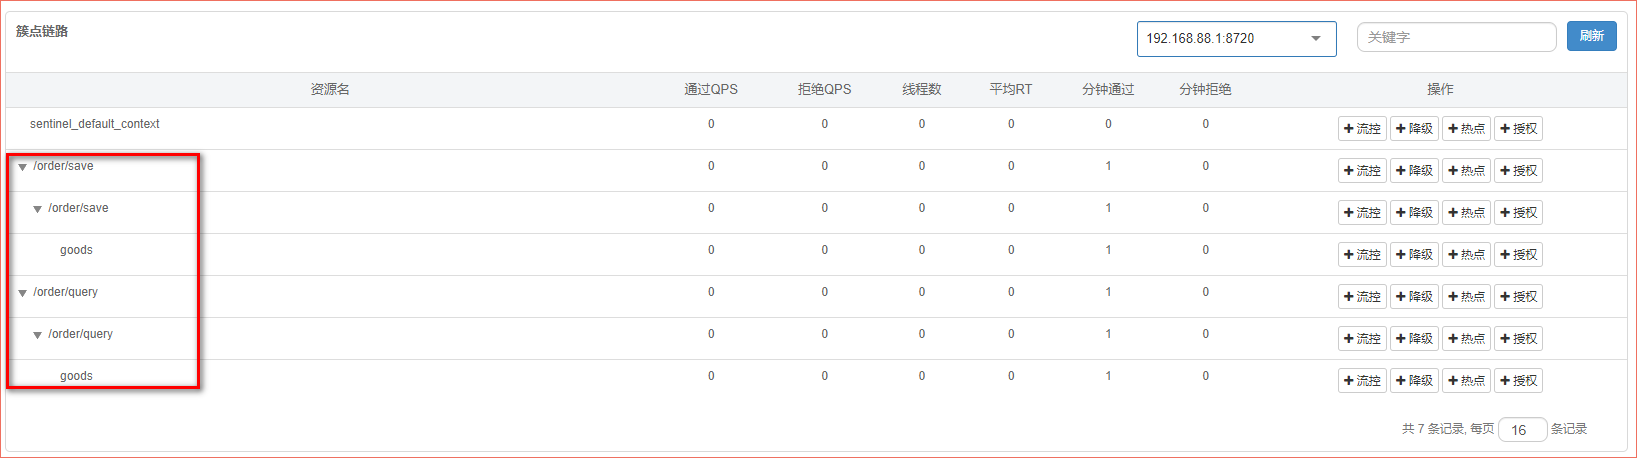 簇点链路 192.168.88.1:8720 关键字 刷新
资源名 通过QPS 拒绝QPS 线程数 平均RT 分钟通过 分钟拒绝 操作
sentinel_default_context 0 0 0 0 0 0 流控 降级 热点 授权
/order/save 0 0 0 0 1 0 流控 降级 热点 授权
/order/save 0 0 0 0 1 0 流控 降级 热点 授权
goods 0 0 0 0 1 0 流控 降级 热点 授权
/order/query 0 0 0 0 1 0 流控 降级 热点 授权
/order/query 0 0 0 0 1 0 流控 降级 热点 授权
goods 0 0 0 0 1 0 流控 降级 热点 授权
共 7 条记录, 每页 16 条记录